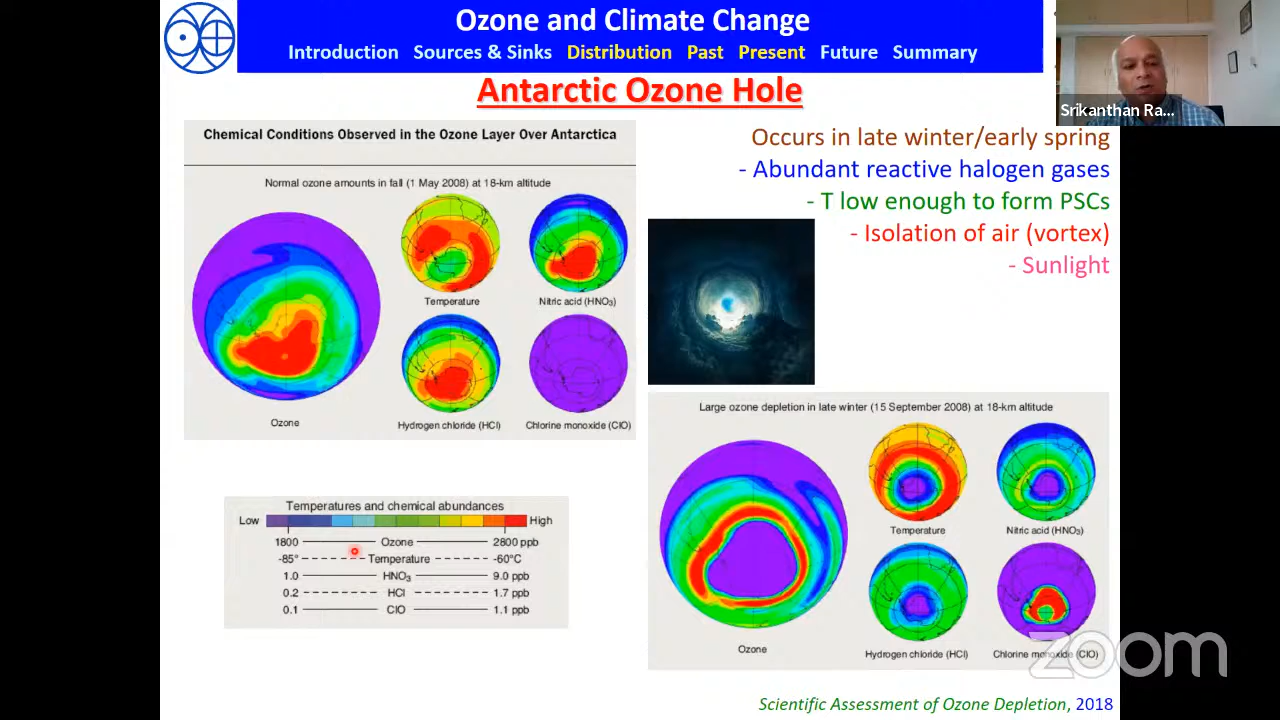 Ozone and Climate Change
Introduction Sources & Sinks Distribution Past Present Future Summary
Antarctic Ozone Hole
Srikanthan Ra...
Chemical Conditions Observed in the Ozone Layer Over Antarctica
Normal ozone amounts in fall (1 May 2008) at 18-km altitude
Temperature
Nitric acid (HNO₃)
Ozone
Hydrogen chloride (HCl)
Chlorine monoxide (ClO)
Occurs in late winter/early spring
- Abundant reactive halogen gases
- T low enough to form PSCs
- Isolation of air (vortex)
- Sunlight
Temperatures and chemical abundances
Low High
1800 Ozone 2800 ppb
-85° Temperature -60°C
1.0 HNO₃ 9.0 ppb
0.2 HCl 1.7 ppb
0.1 ClO 1.1 ppb
Large ozone depletion in late winter (15 September 2008) at 18-km altitude
Temperature
Nitric acid (HNO₃)
Ozone
Hydrogen chloride (HCl)
Chlorine monoxide (ClO)
zoom
Scientific Assessment of Ozone Depletion, 2018